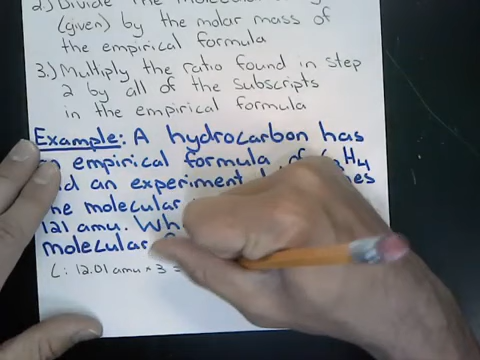 2.) Divide the molecular
(given) by the molar mass of
the empirical formula
3.) Multiply the ratio found in step
2 by all of the subscripts
in the empirical formula
Example: A hydrocarbon has
empirical formula of H4
an experiment
the molecular
121 amu.
molecular
C: 12.01 amu × 3 =